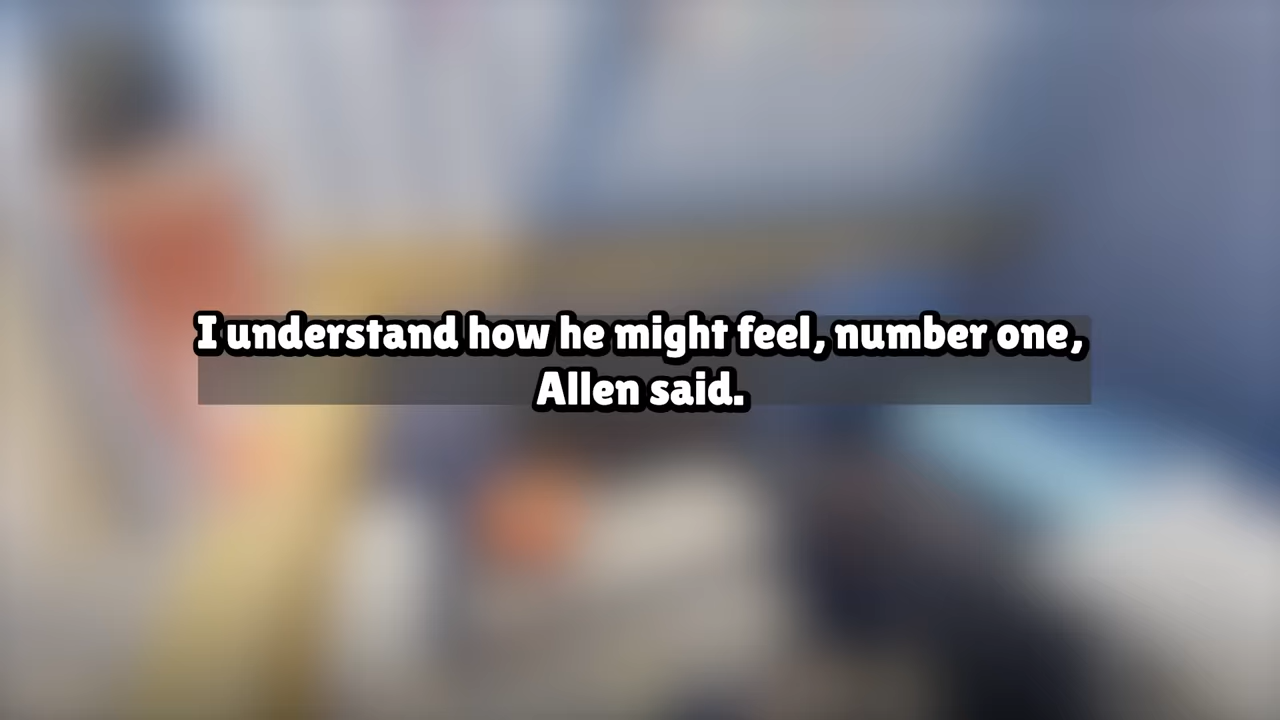 I understand how he might feel, number one,
Allen said.